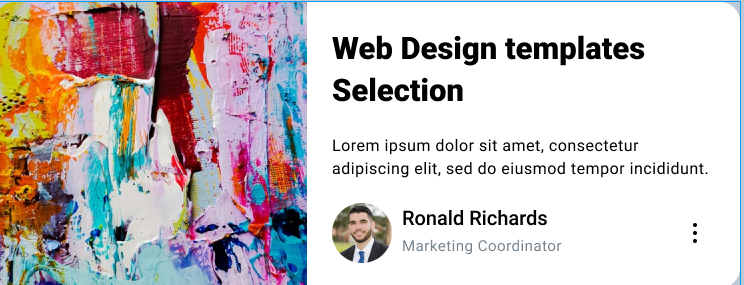 Web Design templates
Selection
Lorem ipsum dolor sit amet, consectetur
adipiscing elit, sed do eiusmod tempor incididunt.
Ronald Richards
Marketing Coordinator